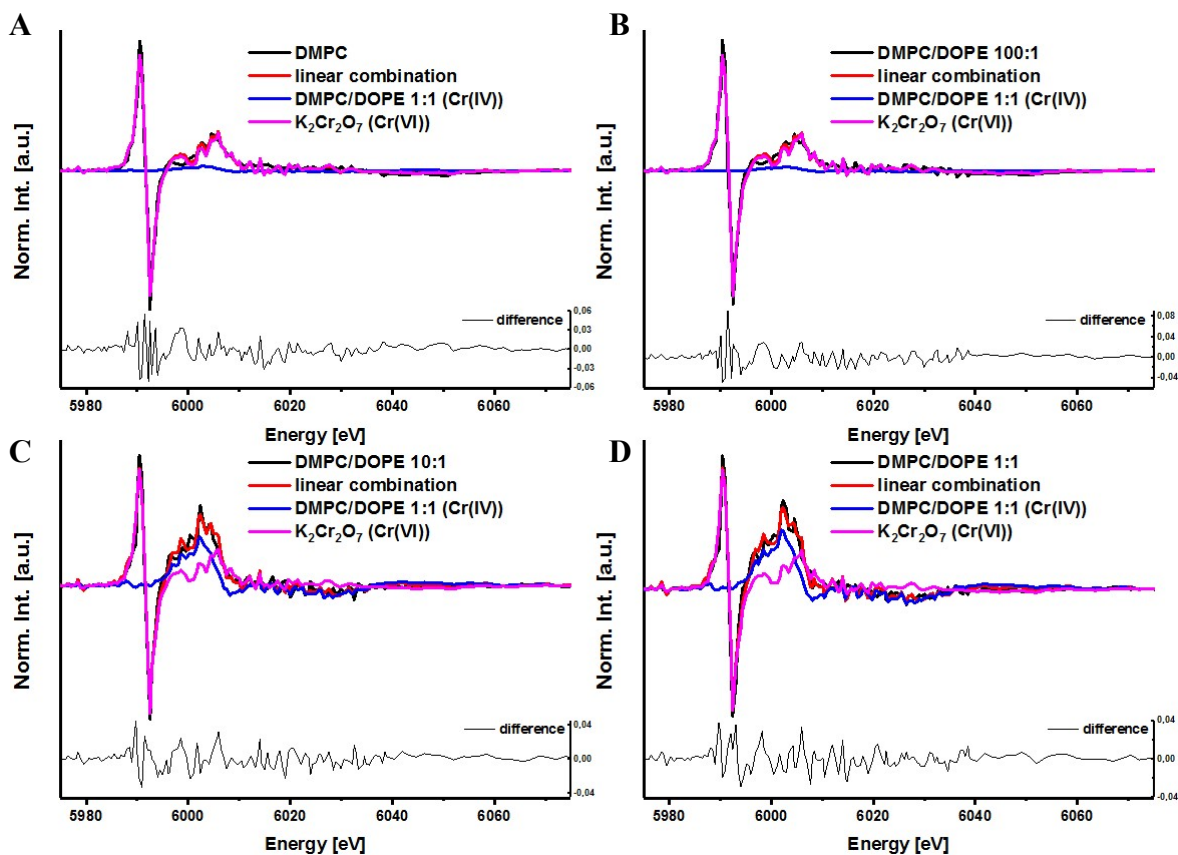 A
DMPC
linear combination
DMPC/DOPE 1:1 (Cr(IV))
K₂Cr₂O₇ (Cr(VI))
Norm. Int. [a.u.]
difference
0,06
0,03
0,00
-0,03
-0,06
5980 6000 6020 6040 6060
Energy [eV]
B
DMPC/DOPE 100:1
linear combination
DMPC/DOPE 1:1 (Cr(IV))
K₂Cr₂O₇ (Cr(VI))
Norm. Int. [a.u.]
difference
0,08
0,04
0,00
-0,04
5980 6000 6020 6040 6060
Energy [eV]
C
DMPC/DOPE 10:1
linear combination
DMPC/DOPE 1:1 (Cr(IV))
K₂Cr₂O₇ (Cr(VI))
Norm. Int. [a.u.]
difference
0,04
0,00
-0,04
5980 6000 6020 6040 6060
Energy [eV]
D
DMPC/DOPE 1:1
linear combination
DMPC/DOPE 1:1 (Cr(IV))
K₂Cr₂O₇ (Cr(VI))
Norm. Int. [a.u.]
difference
0,04
0,00
-0,04
5980 6000 6020 6040 6060
Energy [eV]